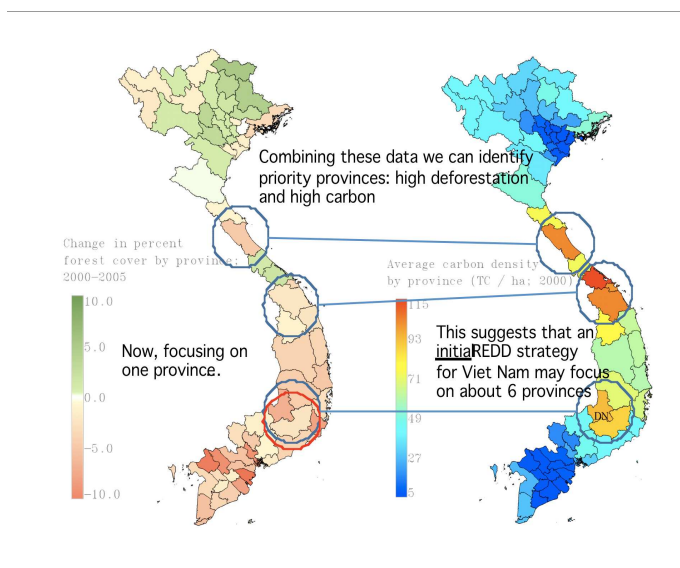 Combining these data we can identify
priority provinces: high deforestation
and high carbon
Change in percent
forest cover by province:
2000-2005
10.0
5.0
0.0
-5.0
-10.0
Now, focusing on
one province.
Average carbon density
by province (TC / ha: 2000)
115
93
71
49
27
5
This suggests that an
initial REDD strategy
for Viet Nam may focus
on about 6 provinces
DN